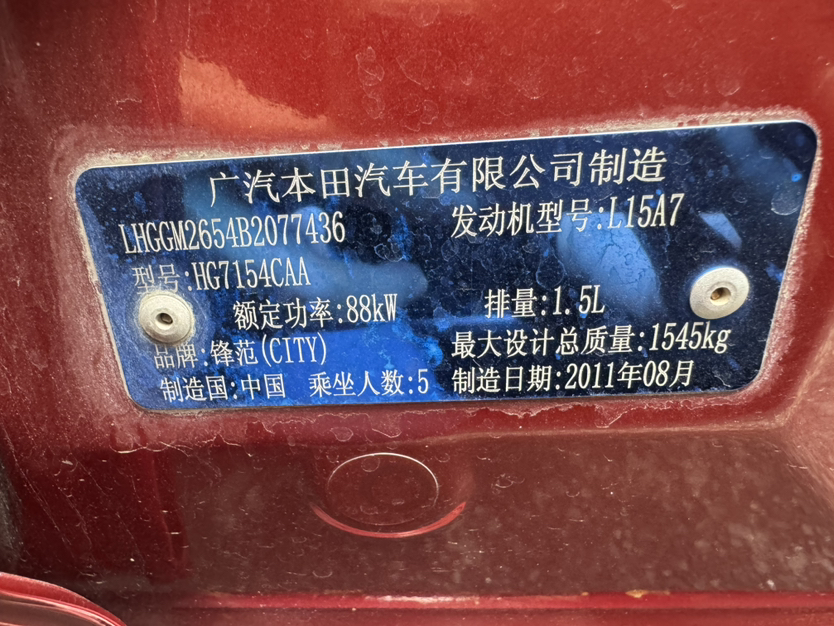 广汽本田汽车有限公司制造
LHGGM2654B2077436 发动机型号:L15A7
型号:HG7154CAA
额定功率:88kW 排量:1.5L
品牌:锋范(CITY) 最大设计总质量:1545kg
制造国:中国 乘坐人数:5 制造日期:2011年08月